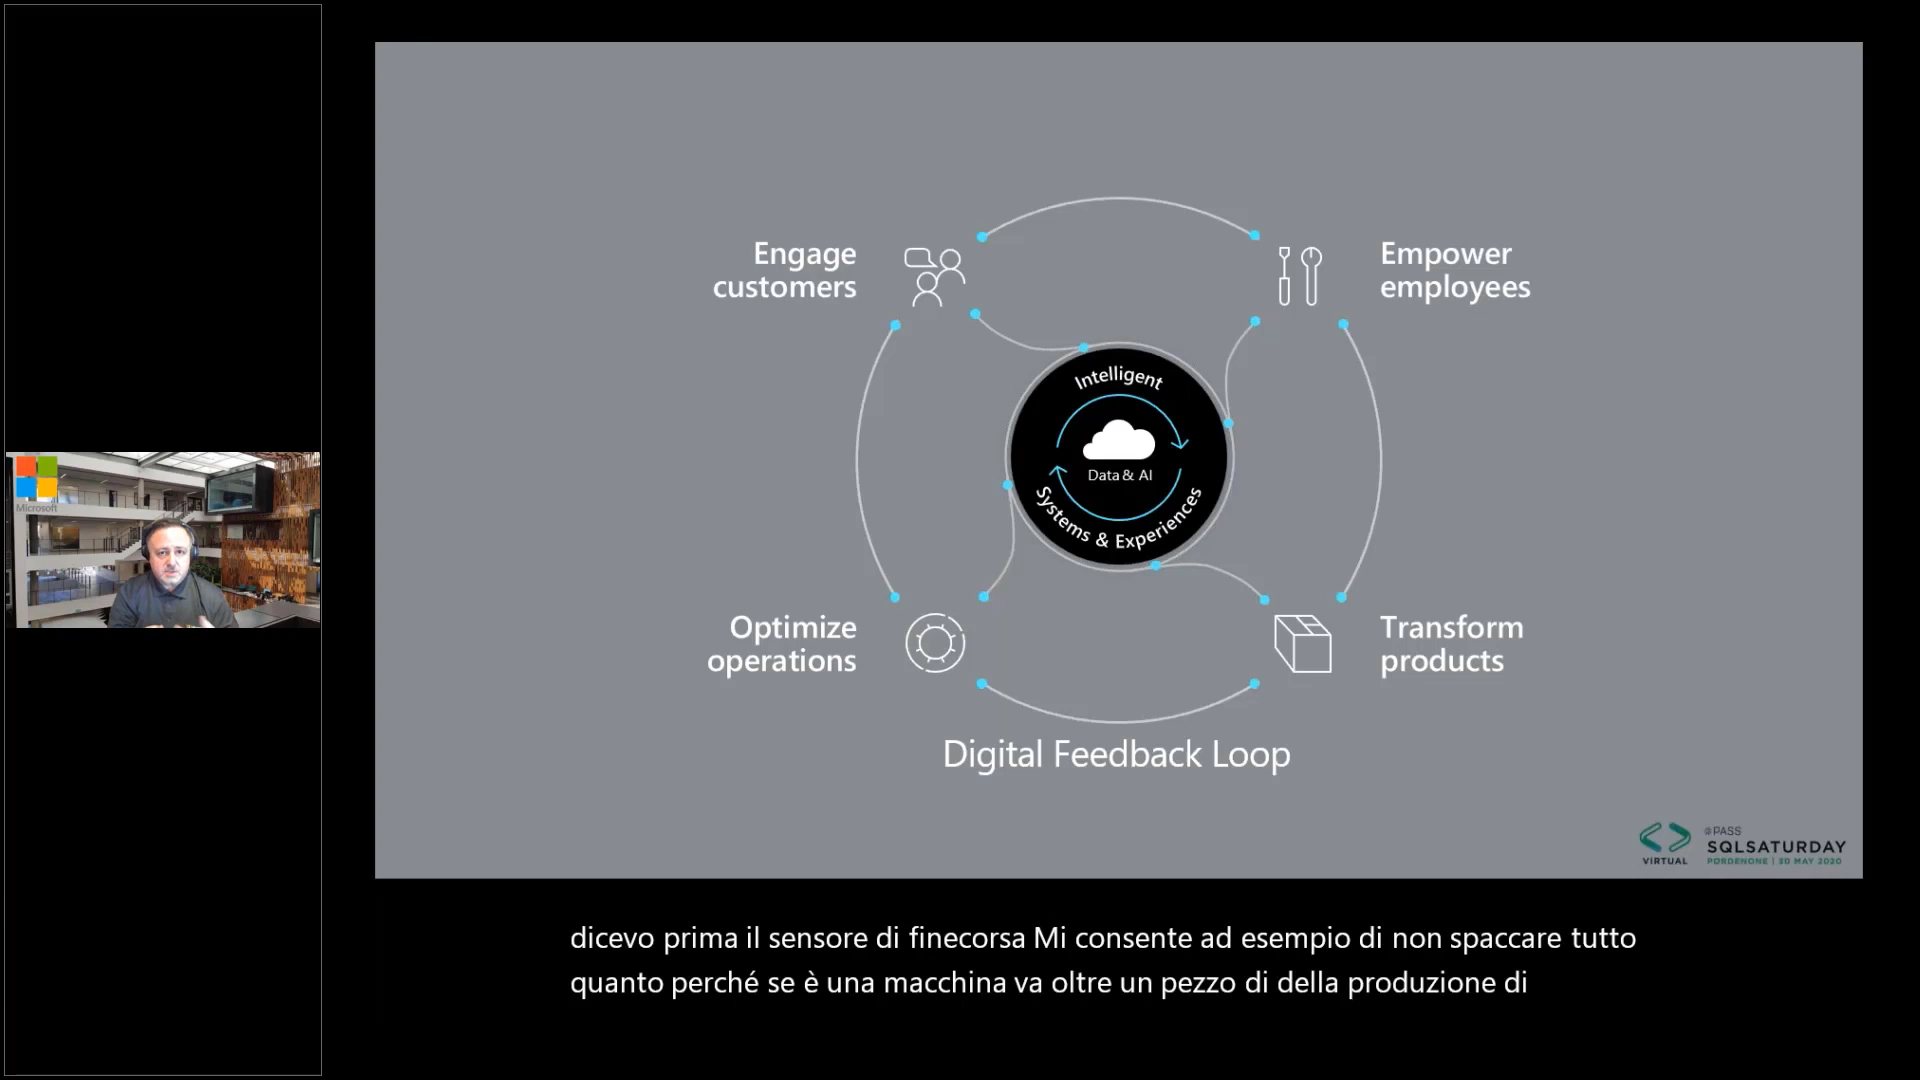 Engage
customers
Empower
employees
Intelligent
Data & AI
Systems & Experiences
Optimize
operations
Transform
products
Digital Feedback Loop
Microsoft
VIRTUAL
@PASS
SQLSATURDAY
PORDENONE | 30 MAY 2020
dicevo prima il sensore di finecorsa Mi consente ad esempio di non spaccare tutto
quanto perché se è una macchina va oltre un pezzo di della produzione di